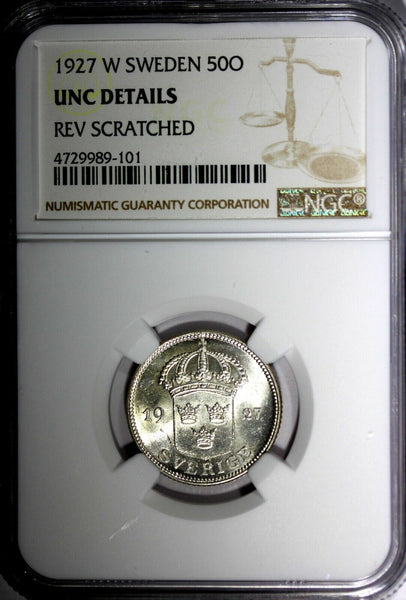 1927 W SWEDEN 50O
UNC DETAILS
REV SCRATCHED
4729989-101
NUMISMATIC GUARANTY CORPORATION
NGC®
19 27
SVERIGE